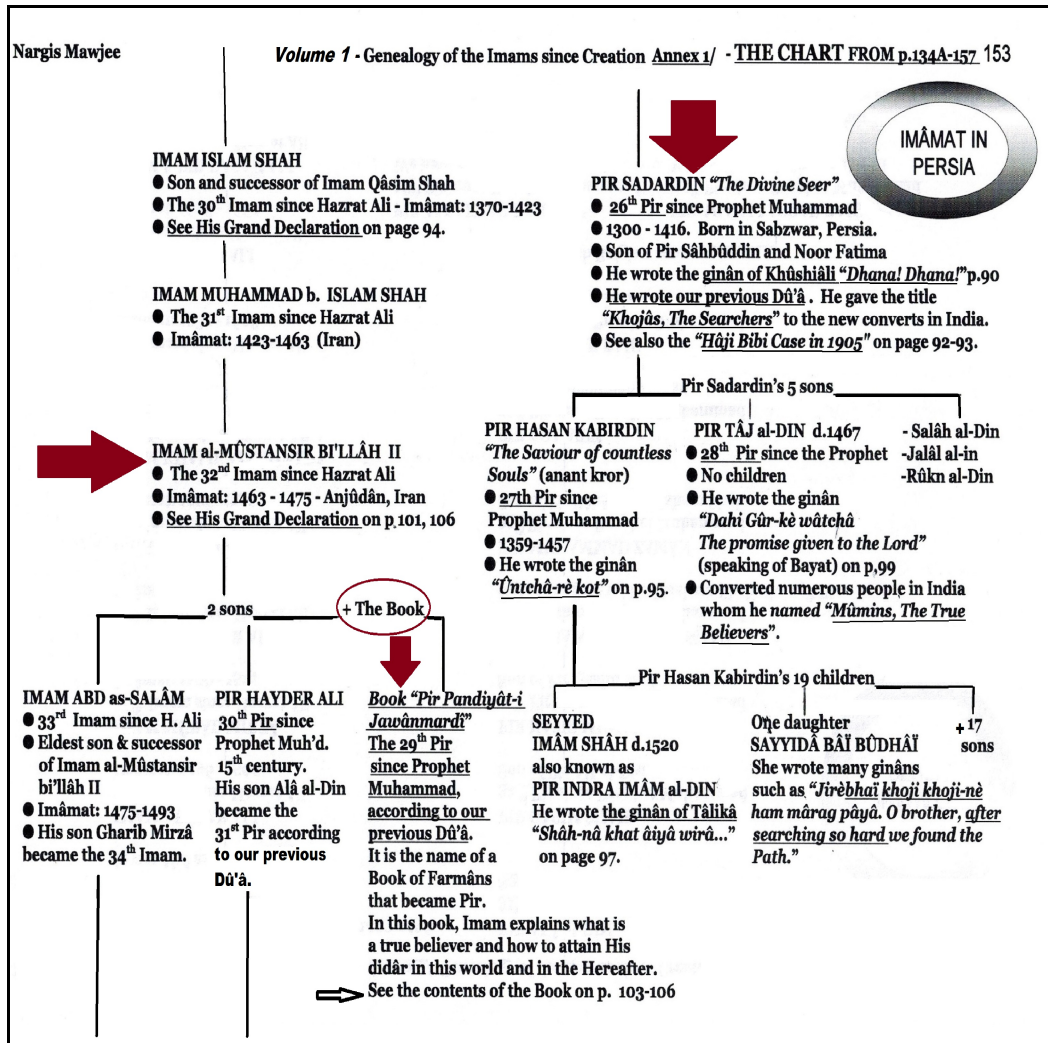 Nargis Mawjee
Volume 1 - Genealogy of the Imams since Creation Annex 1/ - THE CHART FROM p.134A-157 153
IMÂMAT IN
PERSIA
IMAM ISLAM SHAH
● Son and successor of Imam Qâsim Shah
● The 30th Imam since Hazrat Ali - Imâmat: 1370-1423
● See His Grand Declaration on page 94.
IMAM MUHAMMAD b. ISLAM SHAH
● The 31st Imam since Hazrat Ali
● Imâmat: 1423-1463 (Iran)
PIR SADARDIN "The Divine Seer"
● 26th Pir since Prophet Muhammad
● 1300 - 1416. Born in Sabzwar, Persia.
● Son of Pir Sâhbûddin and Noor Fatima
● He wrote the ginân of Khûshiâli "Dhana! Dhana!" p.90
● He wrote our previous Dû'â. He gave the title
"Khojâs, The Searchers" to the new converts in India.
● See also the "Hâji Bibi Case in 1905" on page 92-93.
Pir Sadardin's 5 sons
IMAM al-MÛSTANSIR BI'LLÂH II
● The 32nd Imam since Hazrat Ali
● Imâmat: 1463 - 1475 - Anjûdân, Iran
● See His Grand Declaration on p.101, 106
PIR HASAN KABIRDIN
"The Saviour of countless
Souls" (anant kror)
● 27th Pir since
Prophet Muhammad
● 1359-1457
● He wrote the ginân
"Ûntchâ-rè kot" on p.95.
PIR TÂJ al-DIN d.1467
● 28th Pir since the Prophet
● No children
● He wrote the ginân
"Dahi Gûr-kè wâtchâ
The promise given to the Lord"
(speaking of Bayat) on p,99
● Converted numerous people in India
whom he named "Mûmins, The True
Believers".
- Salâh al-Din
-Jalâl al-in
-Rûkn al-Din
2 sons
+ The Book
IMAM ABD as-SALÂM
● 33rd Imam since H. Ali
● Eldest son & successor
of Imam al-Mûstansir
bi'llâh II
● Imâmat: 1475-1493
● His son Gharib Mirzâ
became the 34th Imam.
PIR HAYDER ALI
30th Pir since
Prophet Muh'd.
15th century.
His son Alâ al-Din
became the
31st Pir according
to our previous
Dû'â.
Book "Pir Pandiyât-i
Jawânmardî"
The 29th Pir
since Prophet
Muhammad,
according to our
previous Dû'â.
It is the name of a
Book of Farmâns
that became Pir.
In this book, Imam explains what is
a true believer and how to attain His
didâr in this world and in the Hereafter.
See the contents of the Book on p. 103-106
Pir Hasan Kabirdin's 19 children
SEYYED
IMÂM SHÂH d.1520
also known as
PIR INDRA IMÂM al-DIN
He wrote the ginân of Tâlikâ
"Shâh-nâ khat âiyâ wirâ..."
on page 97.
One daughter
SAYYIDÂ BÂÏ BÛDHÂÏ
She wrote many ginâns
such as "Jirèbhaï khoji khoji-nè
ham mârag pâyâ. O brother, after
searching so hard we found the
Path."
+ 17
sons